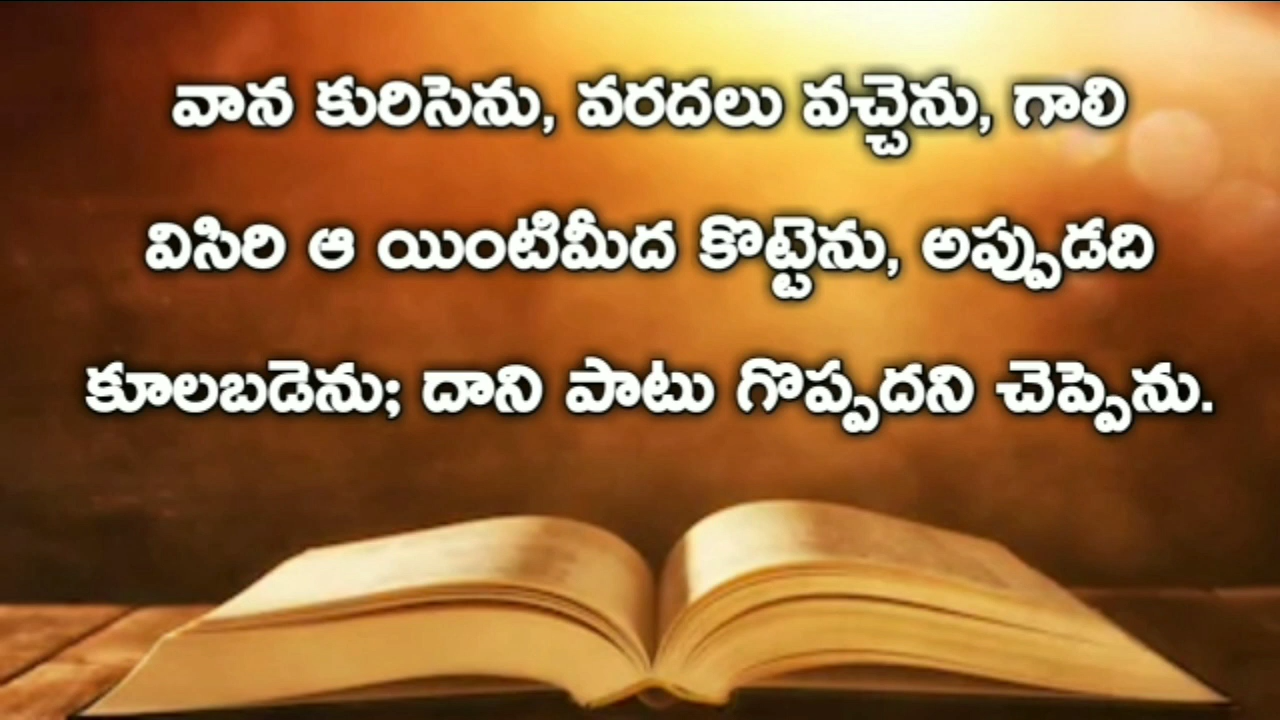 వాన కురిసెను, వరదలు వచ్చెను, గాలి
విసిరి ఆ యింటిమీద కొట్టెను, అప్పుడది
కూలబడెను; దాని పాటు గొప్పదని చెప్పెను.